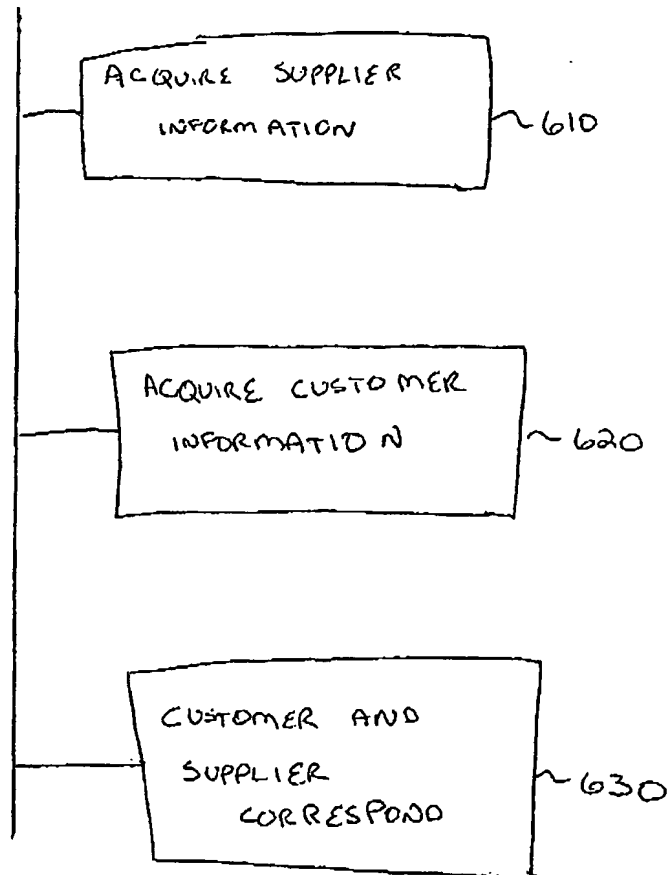 ACQUIRE SUPPLIER
INFORMATION
610
ACQUIRE CUSTOMER
INFORMATION
620
CUSTOMER AND
SUPPLIER
CORRESPOND
630